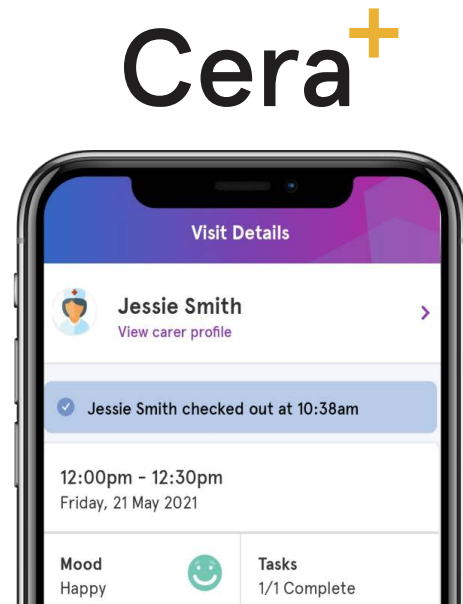 Cera+
Visit Details
Jessie Smith
View carer profile
Jessie Smith checked out at 10:38am
12:00pm - 12:30pm
Friday, 21 May 2021
Mood
Happy
Tasks
1/1 Complete